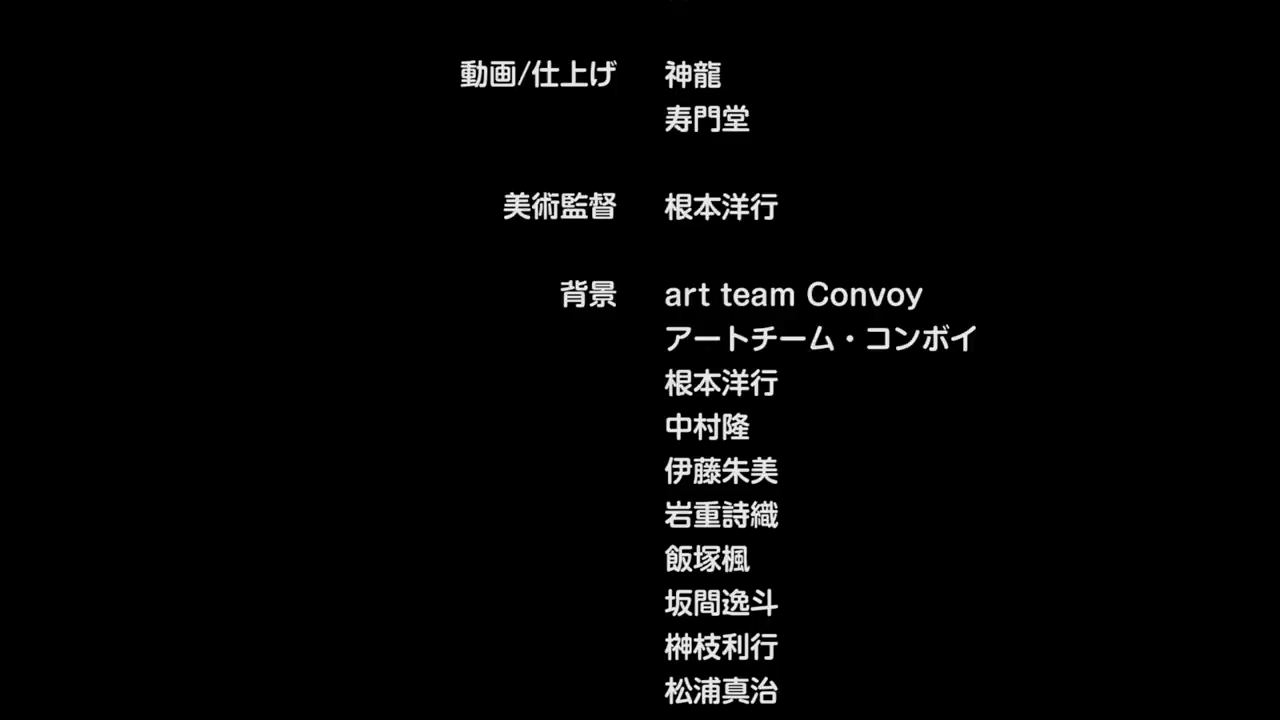 動画/仕上げ 神龍
寿門堂
美術監督 根本洋行
背景 art team Convoy
アートチーム・コンボイ
根本洋行
中村隆
伊藤朱美
岩重詩織
飯塚楓
坂間逸斗
榊枝利行
松浦真治